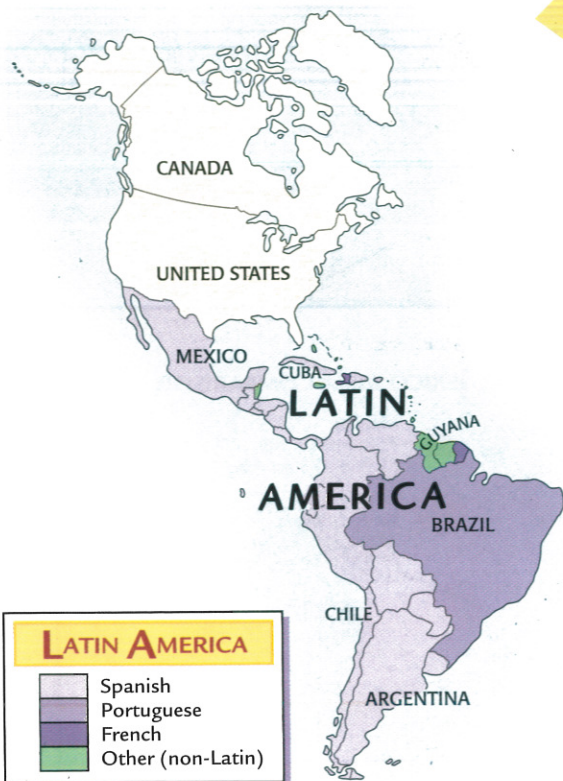 CANADA
UNITED STATES
MEXICO
CUBA
LATIN
GUYANA
AMERICA
BRAZIL
CHILE
ARGENTINA
LATIN AMERICA
Spanish
Portuguese
French
Other (non-Latin)